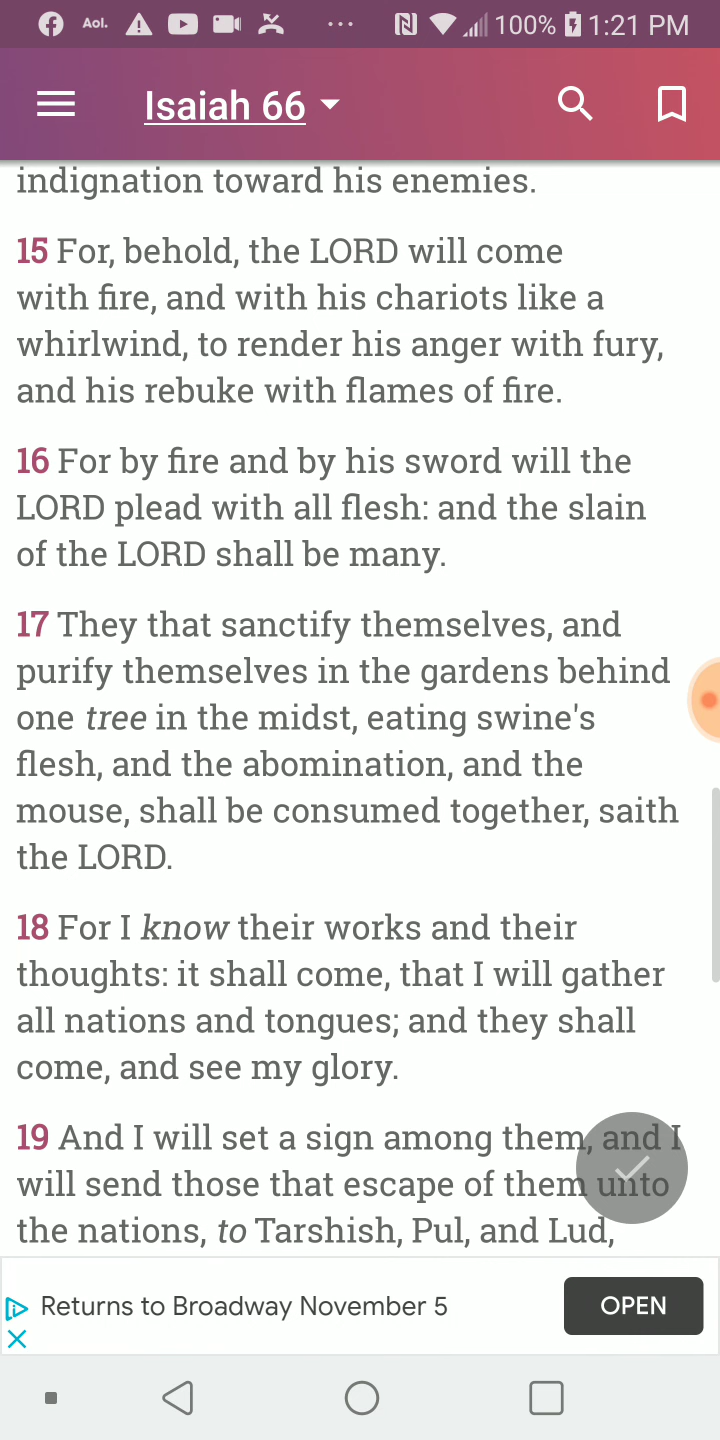 Aol. ... 100% 1:21 PM
Isaiah 66
indignation toward his enemies.
15 For, behold, the LORD will come
with fire, and with his chariots like a
whirlwind, to render his anger with fury,
and his rebuke with flames of fire.
16 For by fire and by his sword will the
LORD plead with all flesh: and the slain
of the LORD shall be many.
17 They that sanctify themselves, and
purify themselves in the gardens behind
one tree in the midst, eating swine's
flesh, and the abomination, and the
mouse, shall be consumed together, saith
the LORD.
18 For I know their works and their
thoughts: it shall come, that I will gather
all nations and tongues; and they shall
come, and see my glory.
19 And I will set a sign among them, and I
will send those that escape of them unto
the nations, to Tarshish, Pul, and Lud,
Returns to Broadway November 5
OPEN